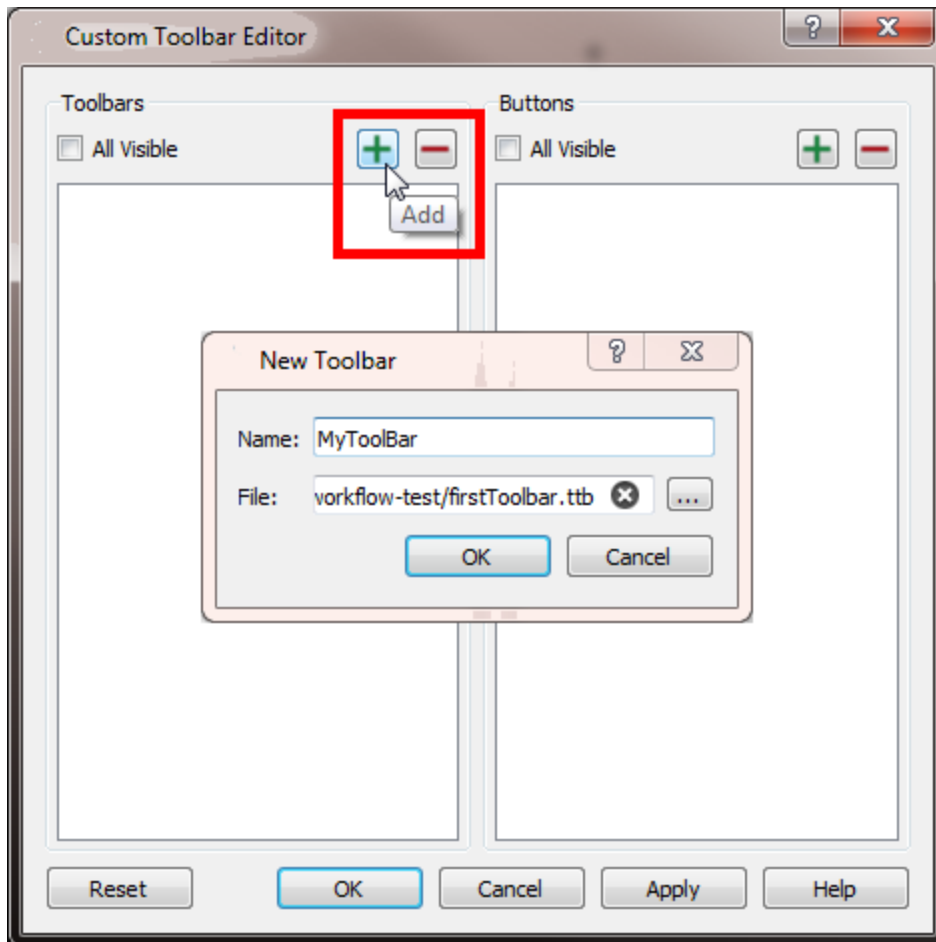 Custom Toolbar Editor
Toolbars
Buttons
All Visible
All Visible
Add
New Toolbar
Name: MyToolBar
File: workflow-test/firstToolbar.ttb ...
OK Cancel
Reset OK Cancel Apply Help